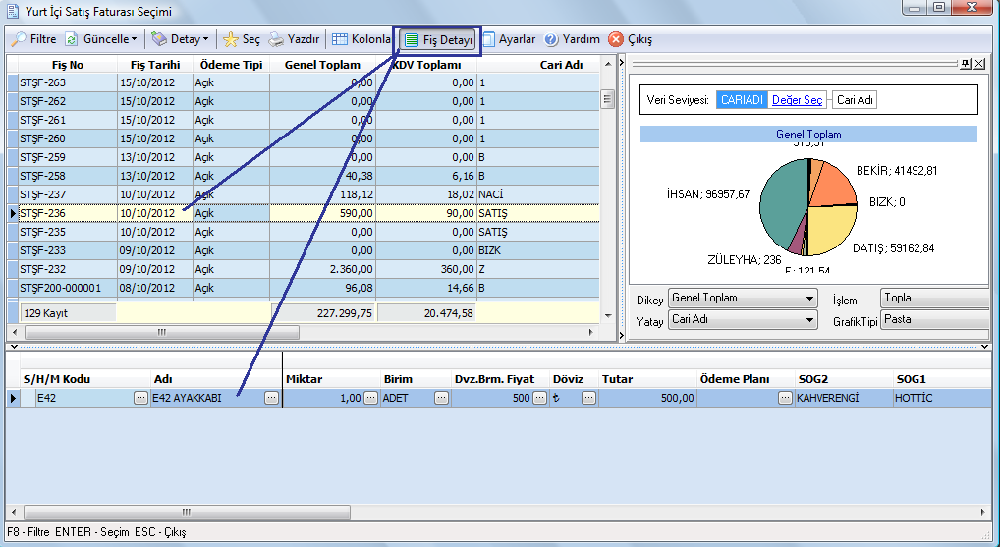 Yurt İçi Satış Faturası Seçimi
Filtre Güncelle Detay Seç Yazdır Kolonla Fiş Detayı Ayarlar Yardım Çıkış
Fiş No Fiş Tarihi Ödeme Tipi Genel Toplam KDV Toplamı Cari Adı
STŞF-263 15/10/2012 Açık 0,00 0,00 1
STŞF-262 15/10/2012 Açık 0,00 0,00 1
STŞF-261 15/10/2012 Açık 0,00 0,00 1
STŞF-260 15/10/2012 Açık 0,00 0,00 1
STŞF-259 13/10/2012 Açık 0,00 0,00 B
STŞF-258 13/10/2012 Açık 40,38 6,16 B
STŞF-237 10/10/2012 Açık 118,12 18,02 NACİ
STŞF-236 10/10/2012 Açık 590,00 90,00 SATIŞ
STŞF-235 10/10/2012 Açık 0,00 0,00 SATIŞ
STŞF-233 09/10/2012 Açık 0,00 0,00 BIZK
STŞF-232 09/10/2012 Açık 2.360,00 360,00 Z
STŞF200-000001 08/10/2012 Açık 96,08 14,66 B
129 Kayıt 227.299,75 20.474,58
Veri Seviyesi: CARIADI Değer Seç Cari Adı
Genel Toplam
BEKİR; 41492,81
İHSAN; 96957,67
BIZK; 0
DATIŞ; 59162,84
ZÜLEYHA; 236
Dikey Genel Toplam İşlem Topla
Yatay Cari Adı GrafikTipi Pasta
S/H/M Kodu Adı Miktar Birim Dvz.Brm. Fiyat Döviz Tutar Ödeme Planı SOG2 SOG1
E42 E42 AYAKKABI 1,00 ADET 500 ₺ 500,00 KAHVERENGİ HOTTİC
F8 - Filtre ENTER - Seçim ESC - Çıkış